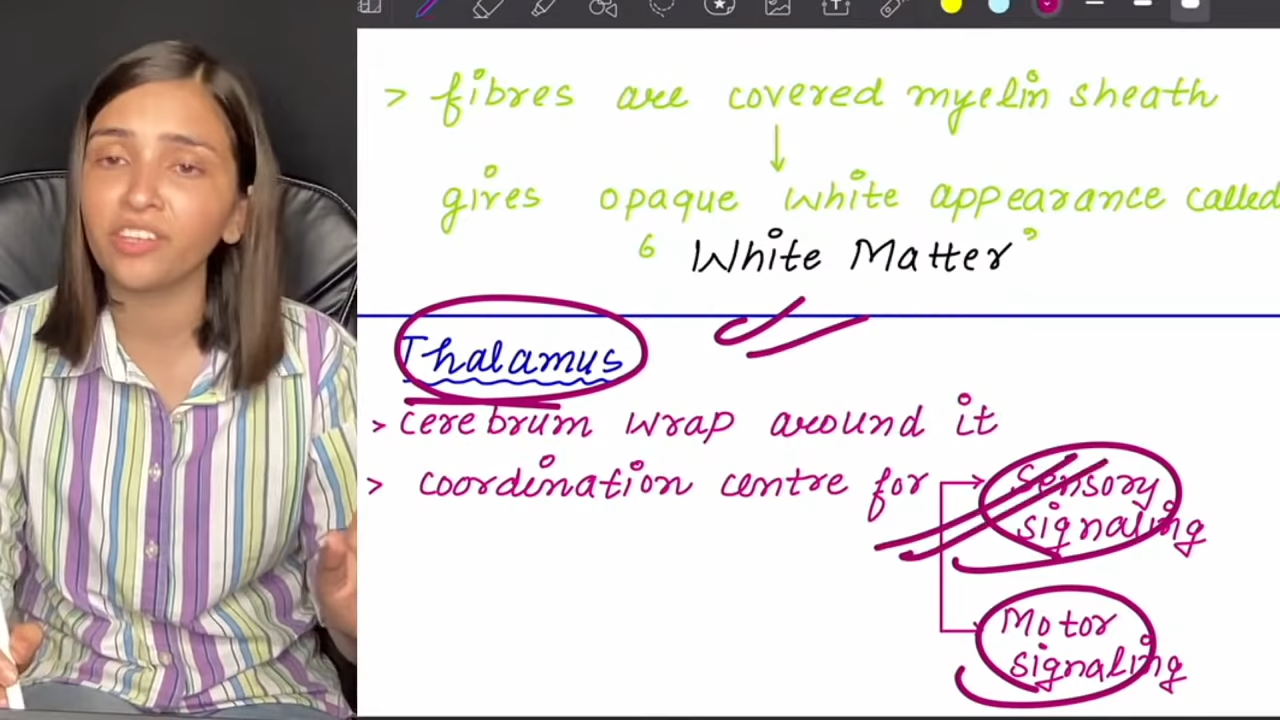 > fibres are covered myelin sheath
↓
gives opaque white appearance called
‘ White Matter ’
Thalamus
> cerebrum wrap around it
> coordination centre for → Sensory
signaling
→ Motor
signaling